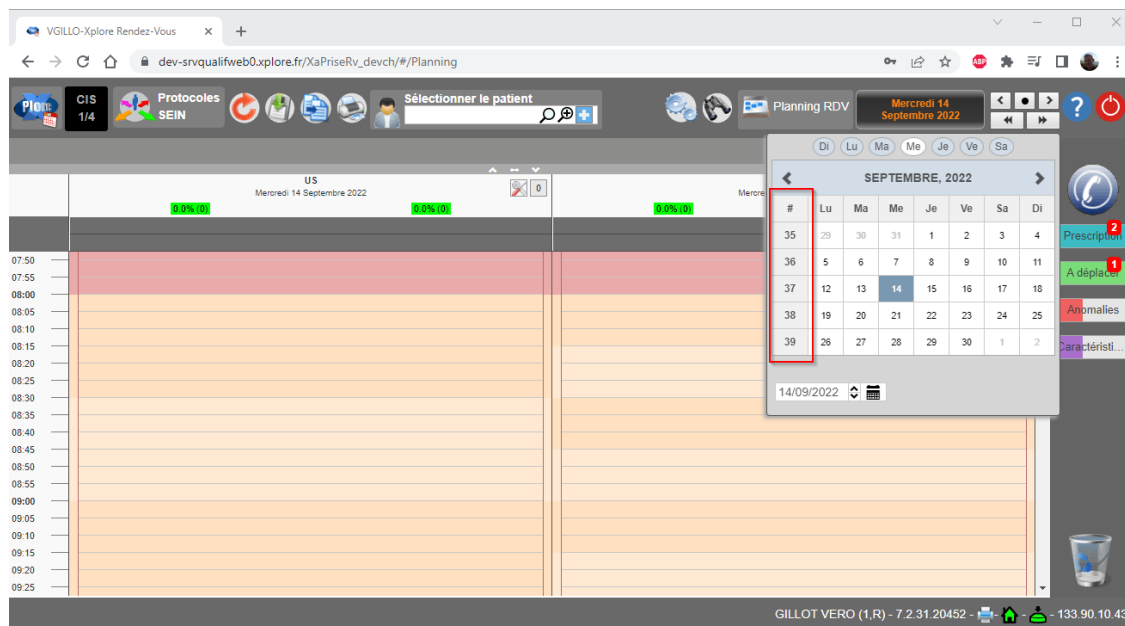 VGILLO-Xplore Rendez-Vous
dev-srvqualifweb0.xplore.fr/XaPriseRv_devch/#/Planning
ABP
CIS
1/4
Protocoles
SEIN
Sélectionner le patient
Planning RDV
Mercredi 14
Septembre 2022
Di Lu Ma Me Je Ve Sa
SEPTEMBRE, 2022
# Lu Ma Me Je Ve Sa Di
35 29 30 31 1 2 3 4
36 5 6 7 8 9 10 11
37 12 13 14 15 16 17 18
38 19 20 21 22 23 24 25
39 26 27 28 29 30 1 2
14/09/2022
US
Mercredi 14 Septembre 2022
0
0.0% (0) 0.0% (0) 0.0% (0)
Prescription
2
A déplacer
1
Anomalies
Caractéristi...
07:50
07:55
08:00
08:05
08:10
08:15
08:20
08:25
08:30
08:35
08:40
08:45
08:50
08:55
09:00
09:05
09:10
09:15
09:20
09:25
GILLOT VERO (1,R) - 7.2.31.20452 - - - - 133.90.10.43